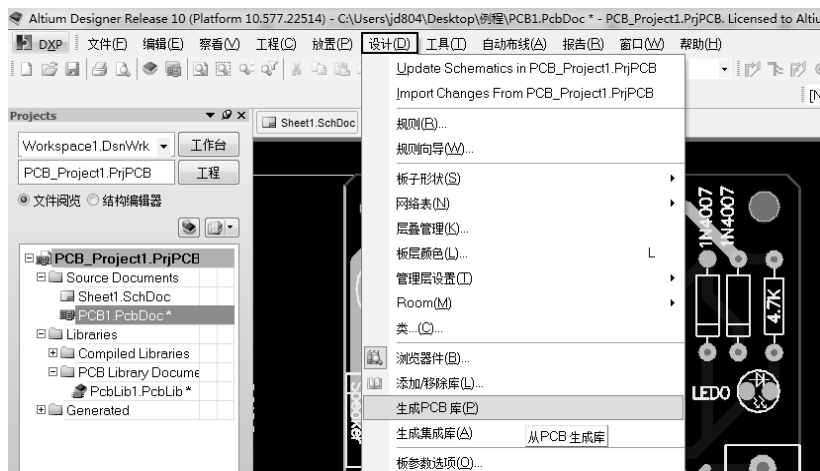 Altium Designer Release 10 (Platform 10.577.22514) - C:\Users\jd804\Desktop\例程\PCB1.PcbDoc * - PCB_Project1.PrjPCB. Licensed to Altiu
DXP 文件(F) 编辑(E) 察看(V) 工程(C) 放置(P) 设计(D) 工具(T) 自动布线(A) 报告(R) 窗口(W) 帮助(H)
Update Schematics in PCB_Project1.PrjPCB
Import Changes From PCB_Project1.PrjPCB
[N
Projects
Sheet1.SchDoc
规则(R)...
Workspace1.DsnWrk 工作台
规则向导(W)...
PCB_Project1.PrjPCB 工程
板子形状(S)
文件阅览 结构编辑器
网络表(N)
层叠管理(K)...
板层颜色(L)... L
管理层设置(T)
Room(M)
类...(C)...
浏览器件(B)...
添加/移除库(L)...
生成PCB 库(P)
生成集成库(A)
从PCB 生成库
板参数选项(O)...
PCB_Project1.PrjPCB
Source Documents
Sheet1.SchDoc
PCB1.PcbDoc *
Libraries
Compiled Libraries
PCB Library Docume
PcbLib1.PcbLib *
Generated
1N4007
1N4007
4.7K
LED0
Speaker